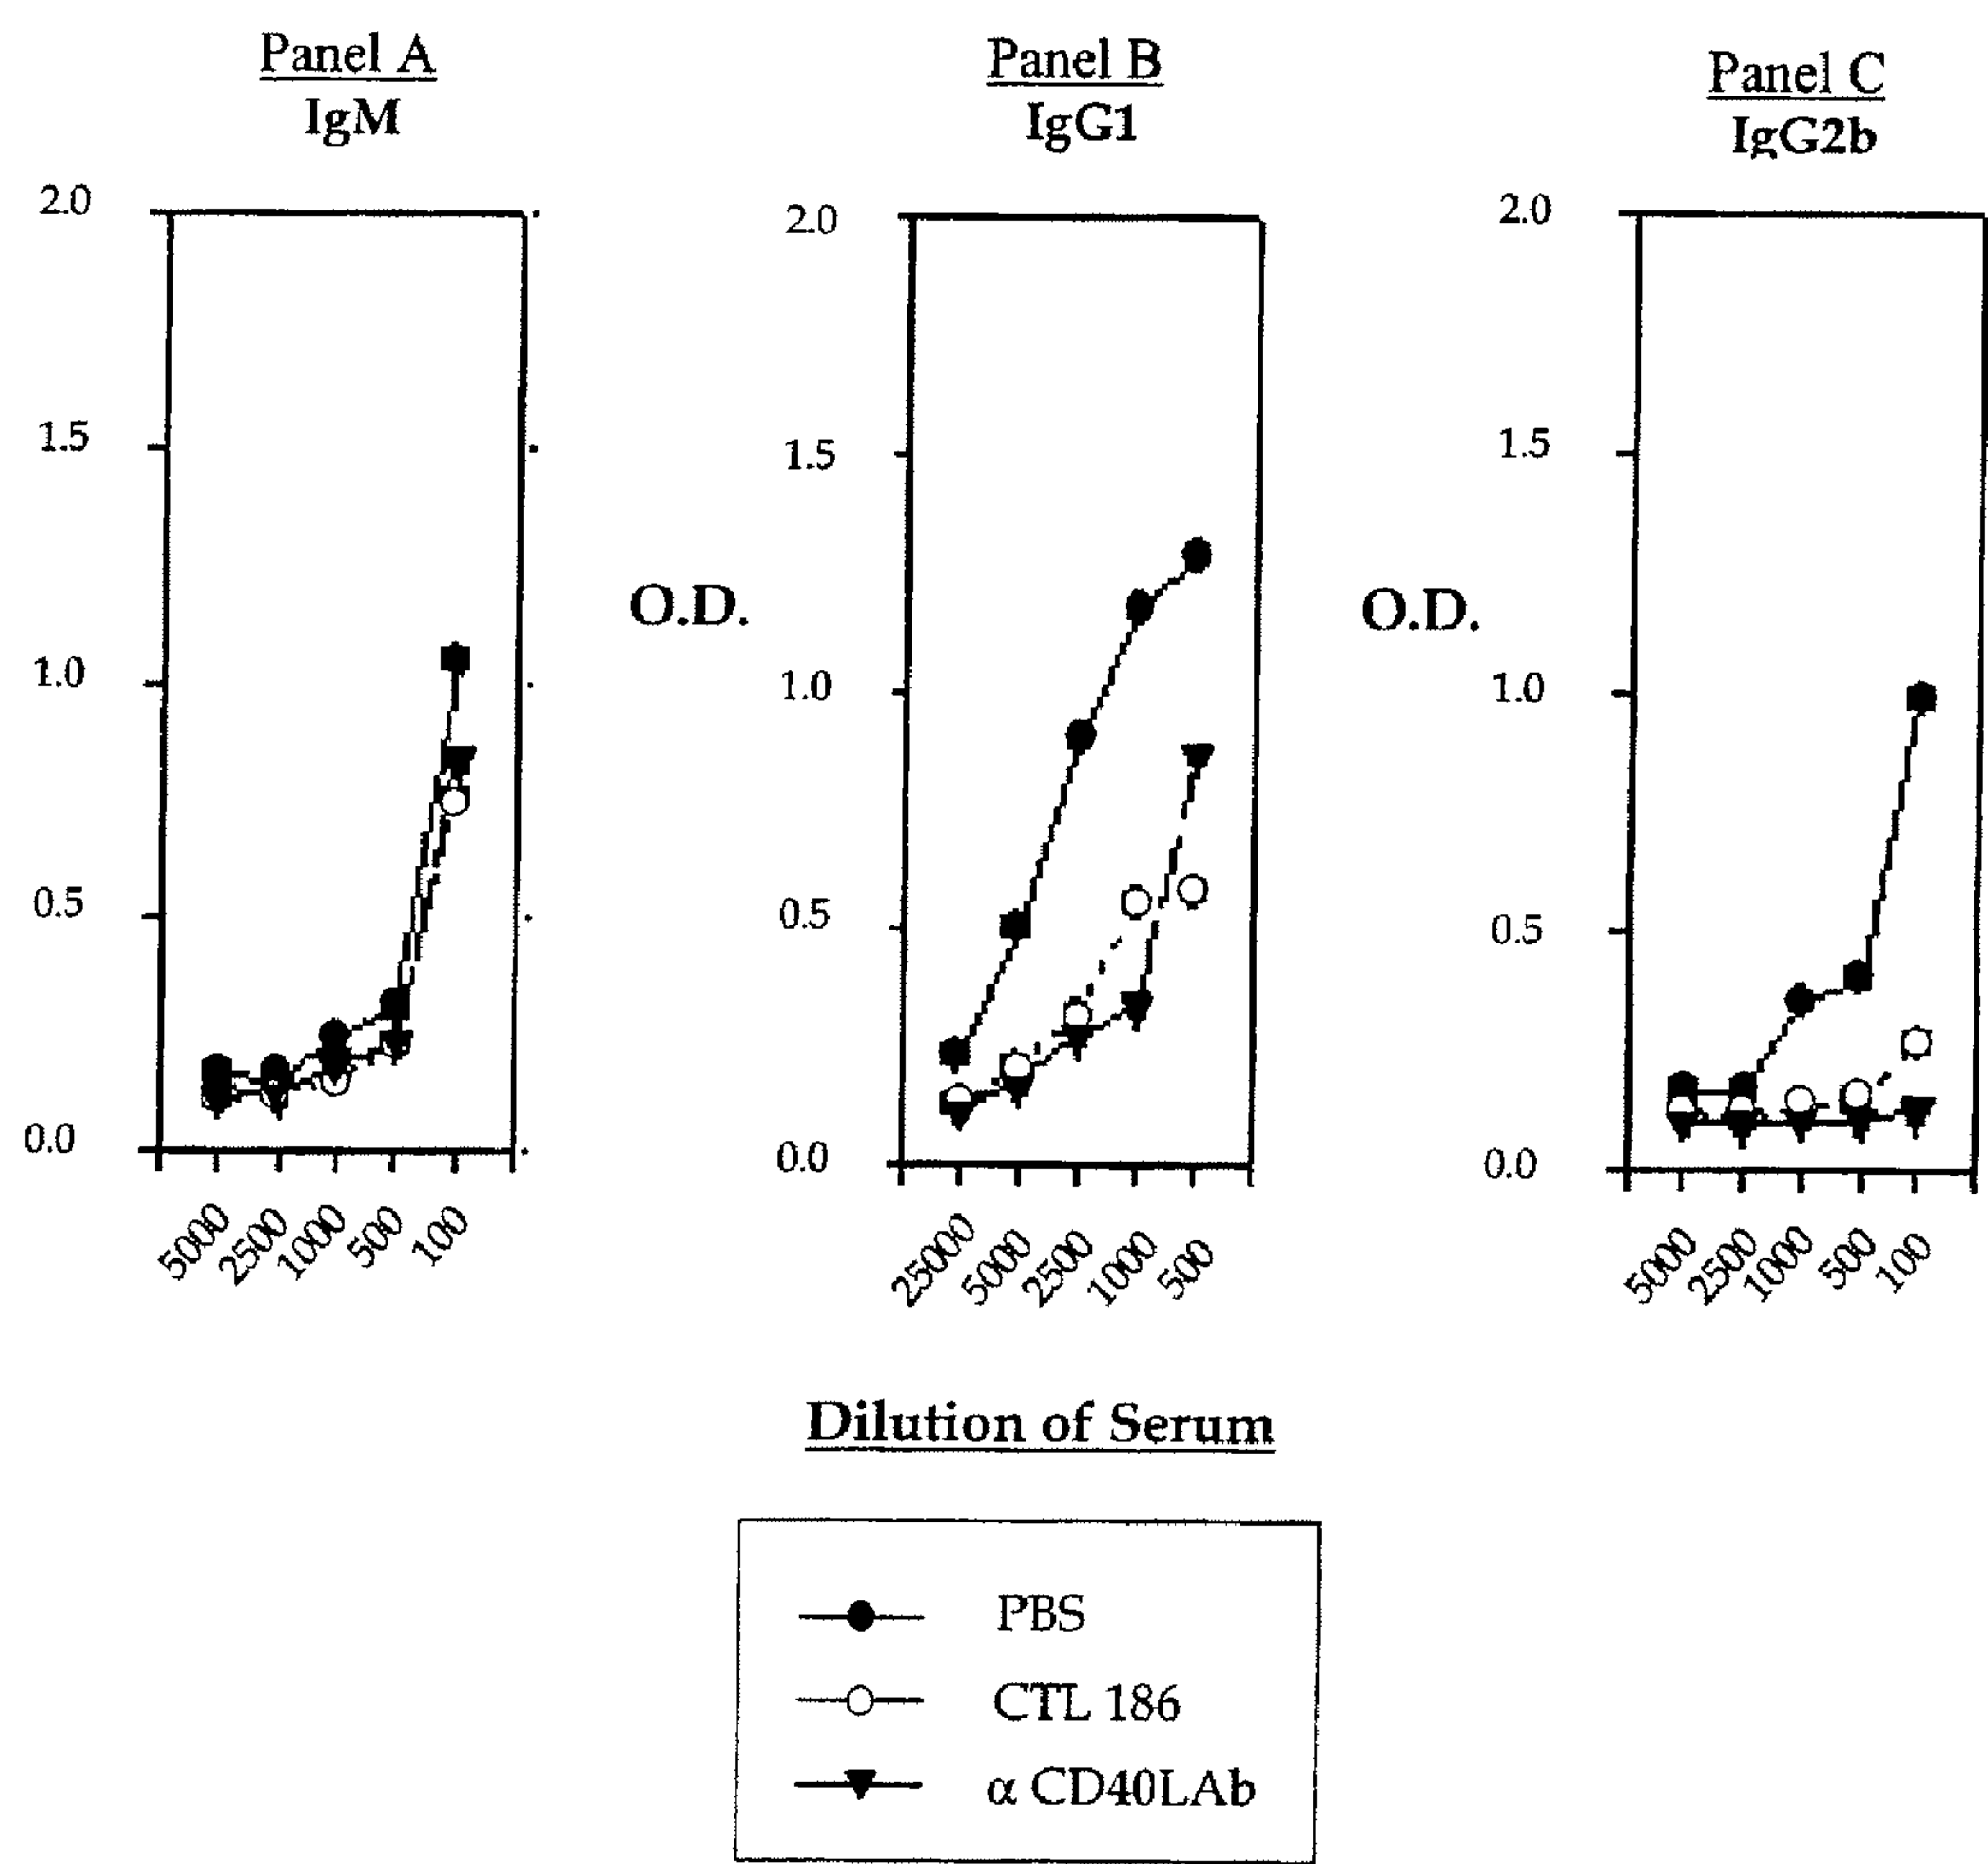 Panel A
IgM
2.0
1.5
1.0
0.5
0.0
5000
2500
1000
500
100
Panel B
IgG1
O.D.
2.0
1.5
1.0
0.5
0.0
25000
5000
2500
1000
500
Panel C
IgG2b
O.D.
2.0
1.5
1.0
0.5
0.0
5000
2500
1000
500
100
Dilution of Serum
PBS
CTL 186
α CD40LAb